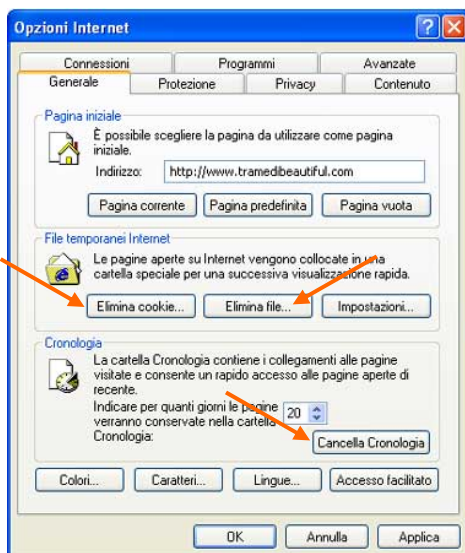 Opzioni Internet
Connessioni Programmi Avanzate
Generale Protezione Privacy Contenuto
Pagina iniziale
È possibile scegliere la pagina da utilizzare come pagina
iniziale.
Indirizzo: http://www.tramedibeautiful.com
Pagina corrente Pagina predefinita Pagina vuota
File temporanei Internet
Le pagine aperte su Internet vengono collocate in una
cartella speciale per una successiva visualizzazione rapida.
Elimina cookie... Elimina file... Impostazioni...
Cronologia
La cartella Cronologia contiene i collegamenti alle pagine
visitate e consente un rapido accesso alle pagine aperte di
recente.
Indicare per quanti giorni le pagine 20
verranno conservate nella cartella
Cronologia:
Cancella Cronologia
Colori... Caratteri... Lingue... Accesso facilitato
OK Annulla Applica